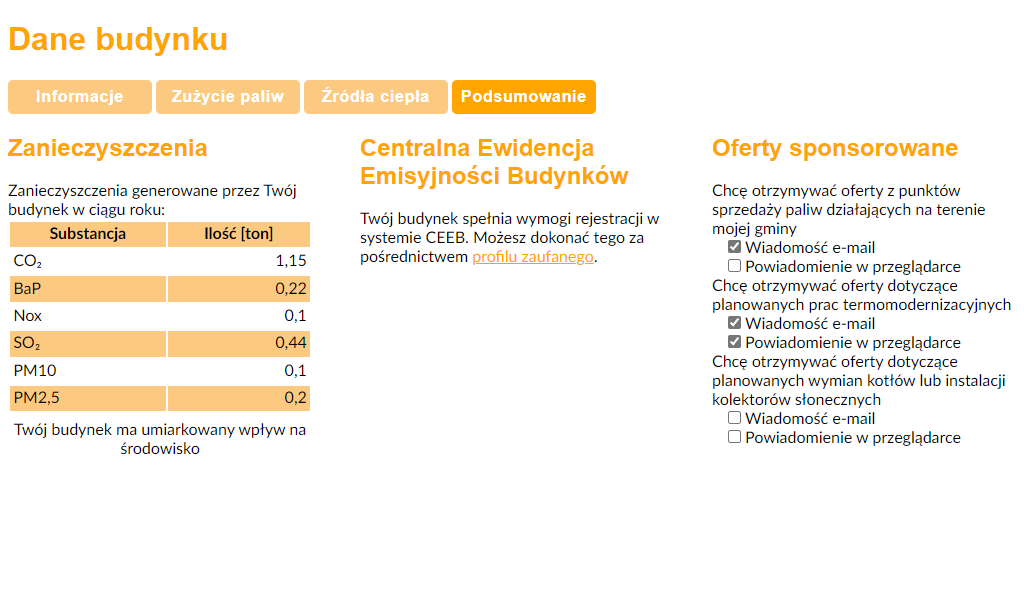 Dane budynku
Informacje
Zużycie paliw
Źródła ciepła
Podsumowanie
Zanieczyszczenia
Zanieczyszczenia generowane przez Twój
budynek w ciągu roku:
Substancja Ilość [ton]
CO₂ 1,15
BaP 0,22
Nox 0,1
SO₂ 0,44
PM10 0,1
PM2,5 0,2
Twój budynek ma umiarkowany wpływ na
środowisko
Centralna Ewidencja
Emisyjności Budynków
Twój budynek spełnia wymogi rejestracji w
systemie CEEB. Możesz dokonać tego za
pośrednictwem profilu zaufanego.
Oferty sponsorowane
Chcę otrzymywać oferty z punktów
sprzedaży paliw działających na terenie
mojej gminy
Wiadomość e-mail
Powiadomienie w przeglądarce
Chcę otrzymywać oferty dotyczące
planowanych prac termomodernizacyjnych
Wiadomość e-mail
Powiadomienie w przeglądarce
Chcę otrzymywać oferty dotyczące
planowanych wymian kotłów lub instalacji
kolektorów słonecznych
Wiadomość e-mail
Powiadomienie w przeglądarce